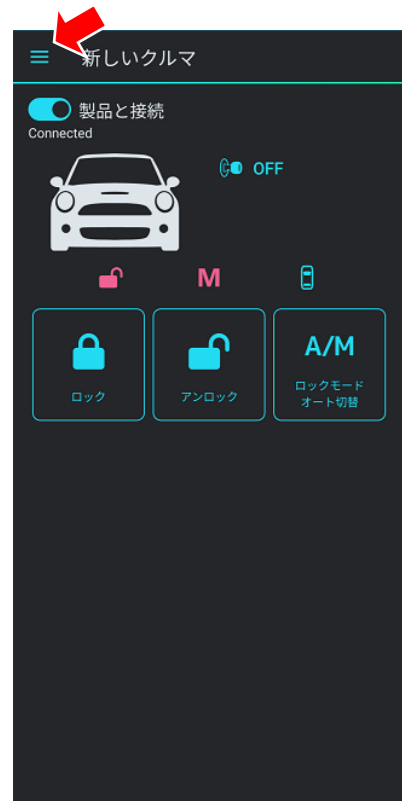 新しいクルマ
製品と接続
Connected
OFF
M
A/M
ロック
アンロック
ロックモード
オート切替